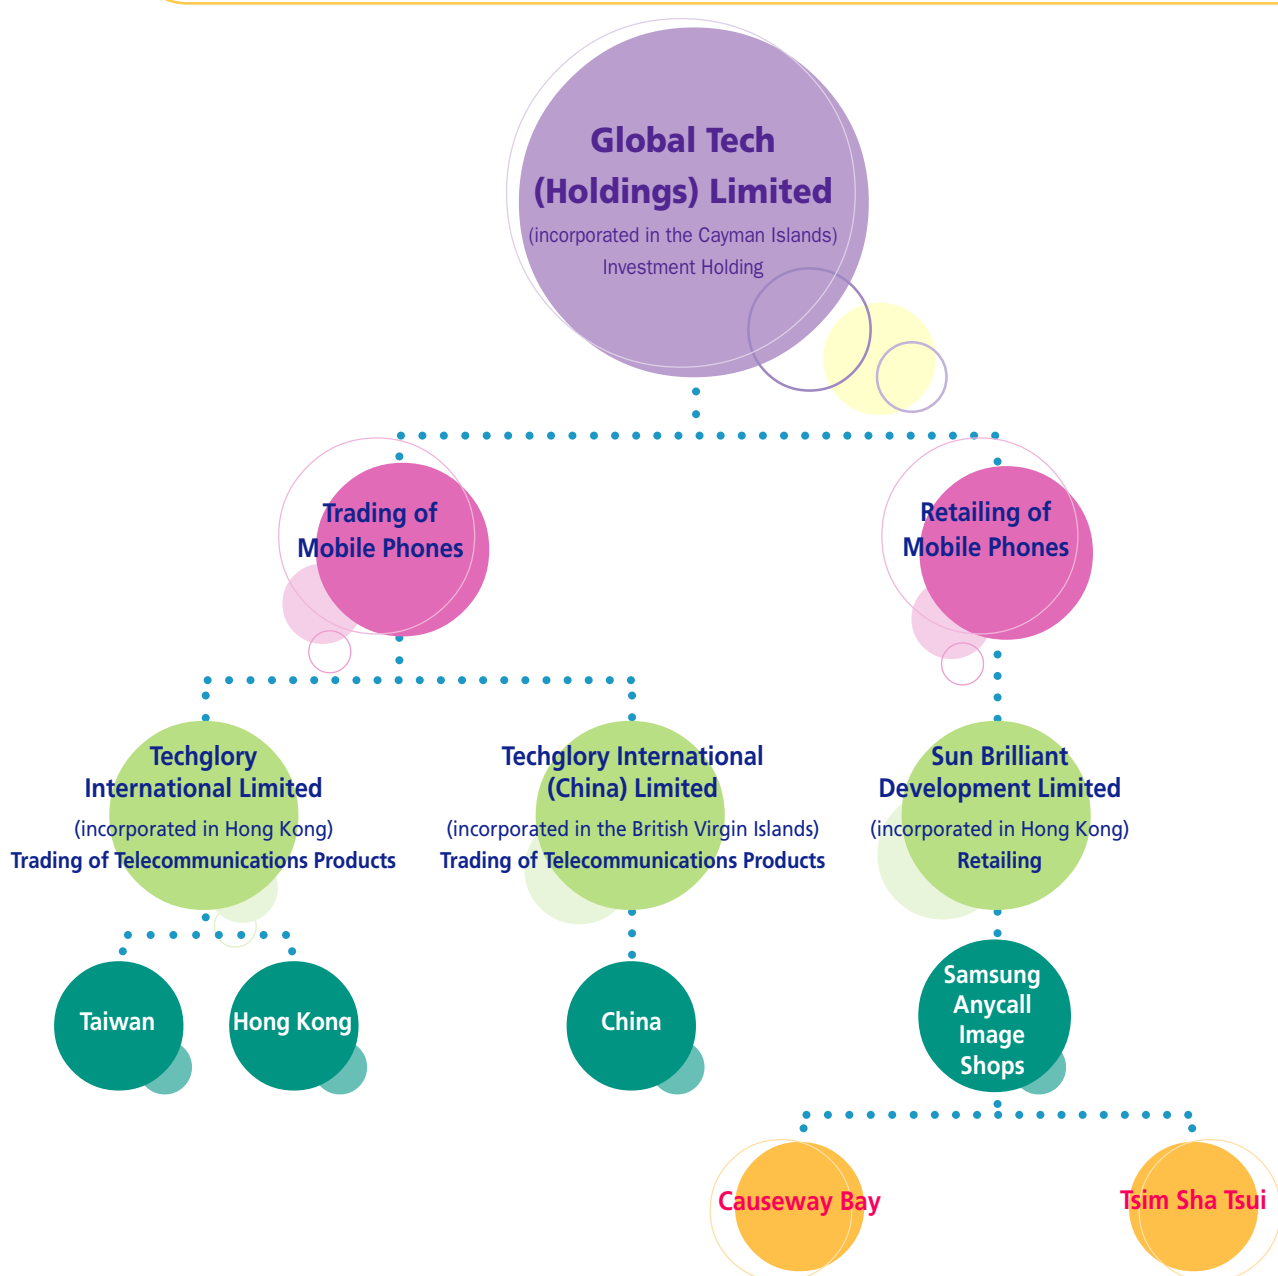 Global Tech
(Holdings) Limited
(incorporated in the Cayman Islands)
Investment Holding
Trading of
Mobile Phones
Retailing of
Mobile Phones
Techglory
International Limited
(incorporated in Hong Kong)
Trading of Telecommunications Products
Techglory International
(China) Limited
(incorporated in the British Virgin Islands)
Trading of Telecommunications Products
Sun Brilliant
Development Limited
(incorporated in Hong Kong)
Retailing
Taiwan
Hong Kong
China
Samsung
Anycall
Image
Shops
Causeway Bay
Tsim Sha Tsui